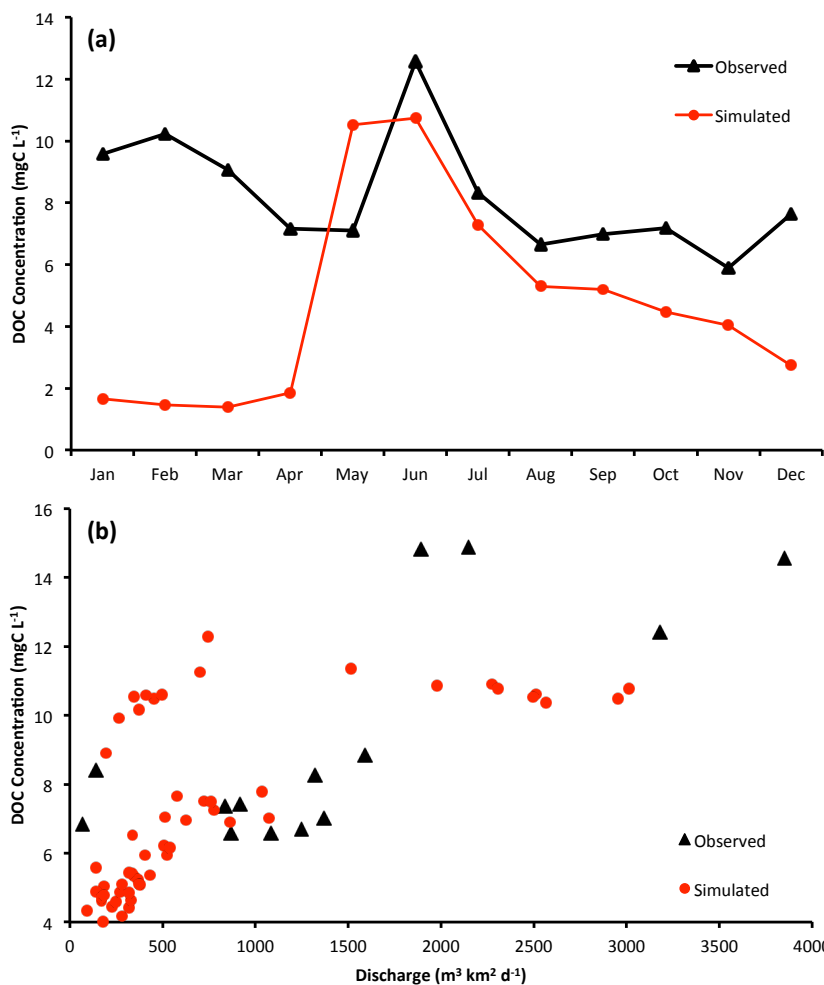 (a)
14
12
10
8
6
4
2
0
DOC Concentration (mgC L-1)
Observed
Simulated
Jan Feb Mar Apr May Jun Jul Aug Sep Oct Nov Dec
(b)
16
14
12
10
8
6
4
DOC Concentration (mgC L-1)
Observed
Simulated
0 500 1000 1500 2000 2500 3000 3500 4000
Discharge (m3 km2 d-1)